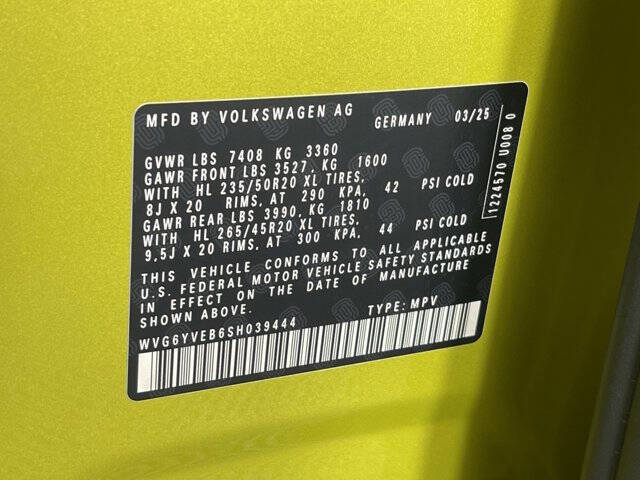 MFD BY VOLKSWAGEN AG GERMANY 03/25
GVWR LBS 7408 KG 3360
GAWR FRONT LBS 3527, KG 1600
WITH HL 235/50R20 XL TIRES,
8J X 20 RIMS, AT 290 KPA, 42 PSI COLD
GAWR REAR LBS 3990, KG 1810
WITH HL 265/45R20 XL TIRES,
9,5J X 20 RIMS, AT 300 KPA, 44 PSI COLD
THIS VEHICLE CONFORMS TO ALL APPLICABLE
U.S. FEDERAL MOTOR VEHICLE SAFETY STANDARDS
IN EFFECT ON THE DATE OF MANUFACTURE
SHOWN ABOVE.
TYPE: MPV
WVG6YVEB6SH039444
1224570 U008 0